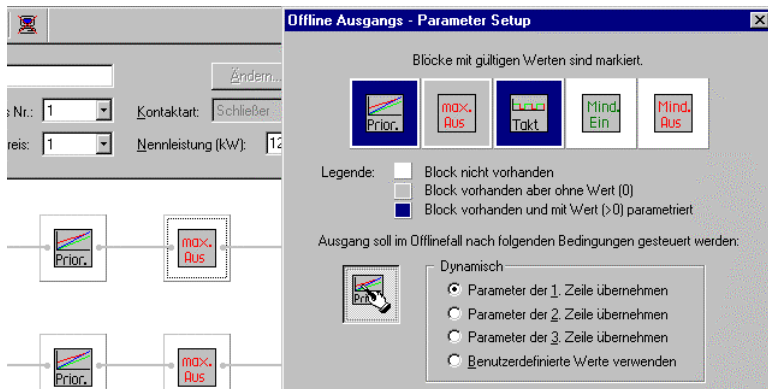 Offline Ausgangs - Parameter Setup
Blöcke mit gültigen Werten sind markiert.
Prior.
max.
Aus
Takt
Mind.
Ein
Mind.
Aus
Legende:
Block nicht vorhanden
Block vorhanden aber ohne Wert (0)
Block vorhanden und mit Wert (>0) parametriert
Ausgang soll im Offlinefall nach folgenden Bedingungen gesteuert werden:
Dynamisch
Parameter der 1. Zeile übernehmen
Parameter der 2. Zeile übernehmen
Parameter der 3. Zeile übernehmen
Benutzerdefinierte Werte verwenden
Ändern...
s Nr.: 1
Kontaktart: Schließer
reis: 1
Nennleistung (kW): 12
Prior.
max.
Aus
Prior.
max.
Aus